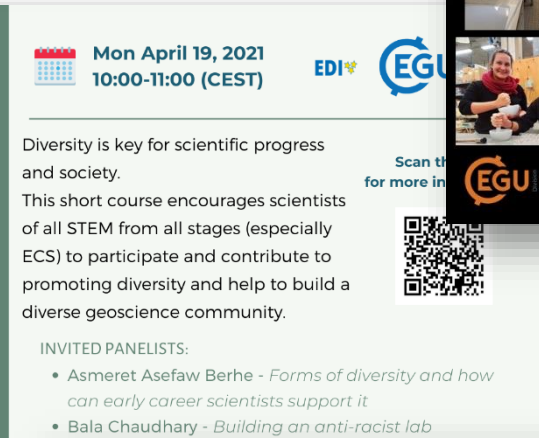 Mon April 19, 2021
10:00-11:00 (CEST)
EDI
EGU
Diversity is key for scientific progress
and society.
This short course encourages scientists
of all STEM from all stages (especially
ECS) to participate and contribute to
promoting diversity and help to build a
diverse geoscience community.
Scan
for more
EGU
INVITED PANELISTS:
• Asmeret Asefaw Berhe - Forms of diversity and how
can early career scientists support it
• Bala Chaudhary - Building an anti-racist lab